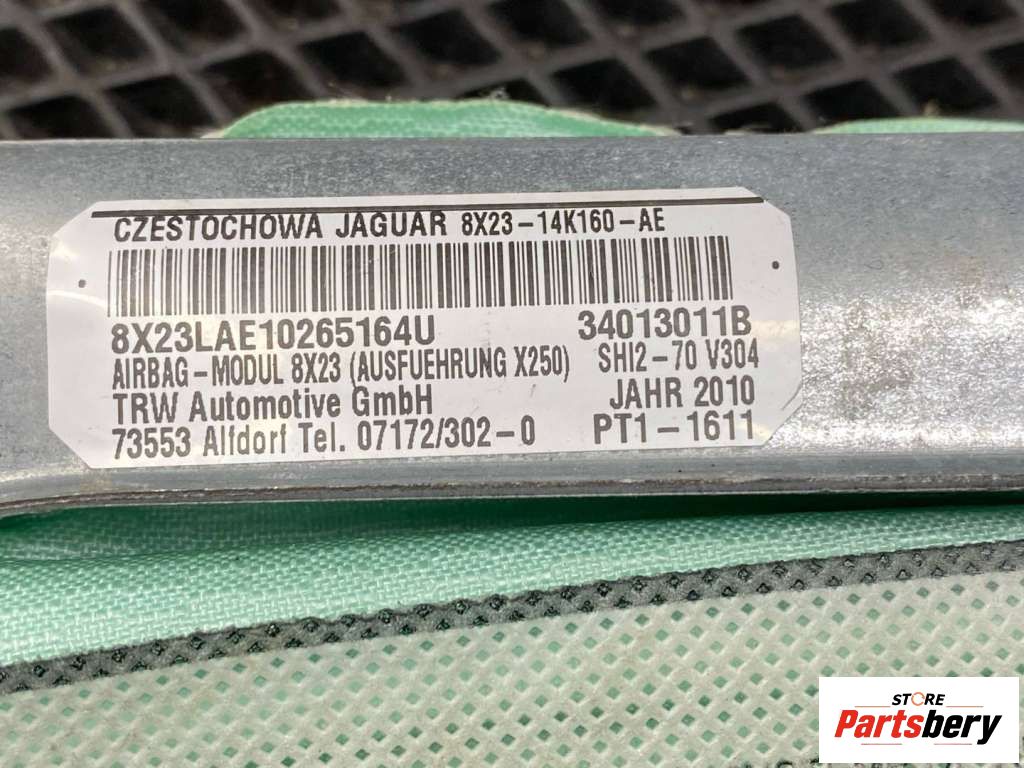 CZESTOCHOWA JAGUAR 8X23-14K160-AE
8X23LAE10265164U 34013011B
AIRBAG-MODUL 8X23 (AUSFUEHRUNG X250) SHI2-70 V304
TRW Automotive GmbH JAHR 2010
73553 Alfdorf Tel. 07172/302-0 PT1-1611
STORE
Partsbery